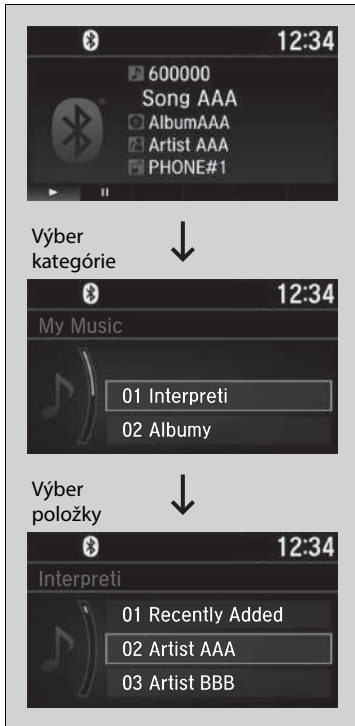 12:34
600000
Song AAA
AlbumAAA
Artist AAA
PHONE#1
Výber
kategórie
12:34
My Music
01 Interpreti
02 Albumy
Výber
položky
12:34
Interpreti
01 Recently Added
02 Artist AAA
03 Artist BBB